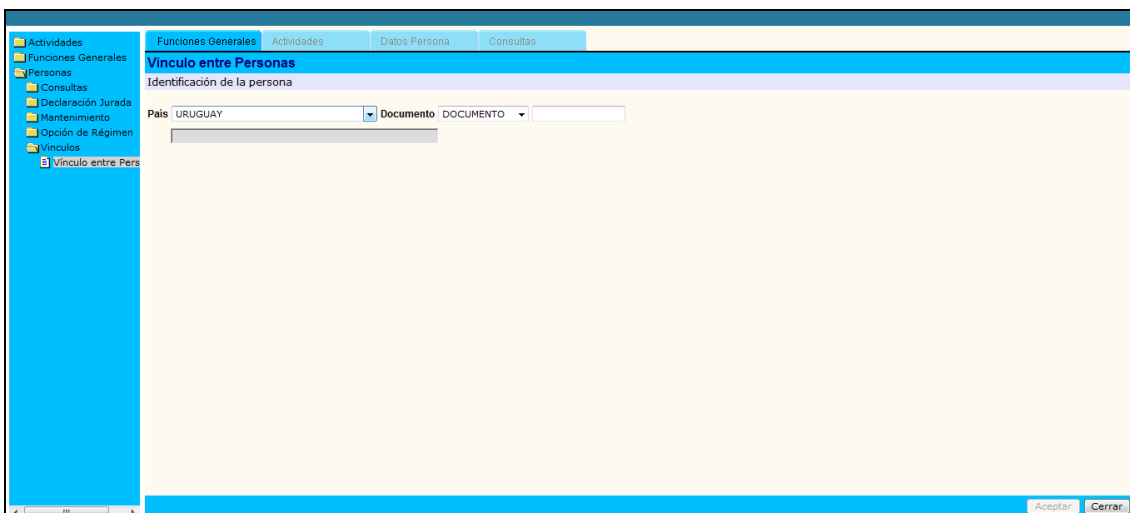 Funciones Generales Actividades Datos Persona Consultas
Actividades
Funciones Generales
Personas
Consultas
Declaración Jurada
Mantenimiento
Opción de Régimen
Vinculos
Vínculo entre Pers
Vínculo entre Personas
Identificación de la persona
Pais URUGUAY Documento DOCUMENTO
Aceptar Cerrar